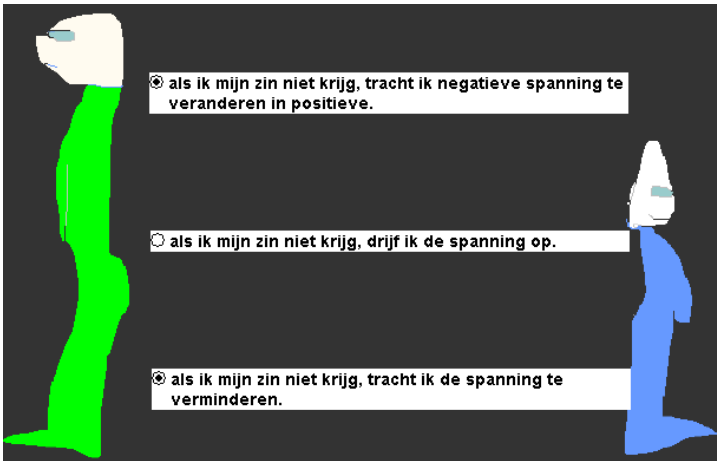 als ik mijn zin niet krijg, tracht ik negatieve spanning te
veranderen in positieve.
als ik mijn zin niet krijg, drijf ik de spanning op.
als ik mijn zin niet krijg, tracht ik de spanning te
verminderen.